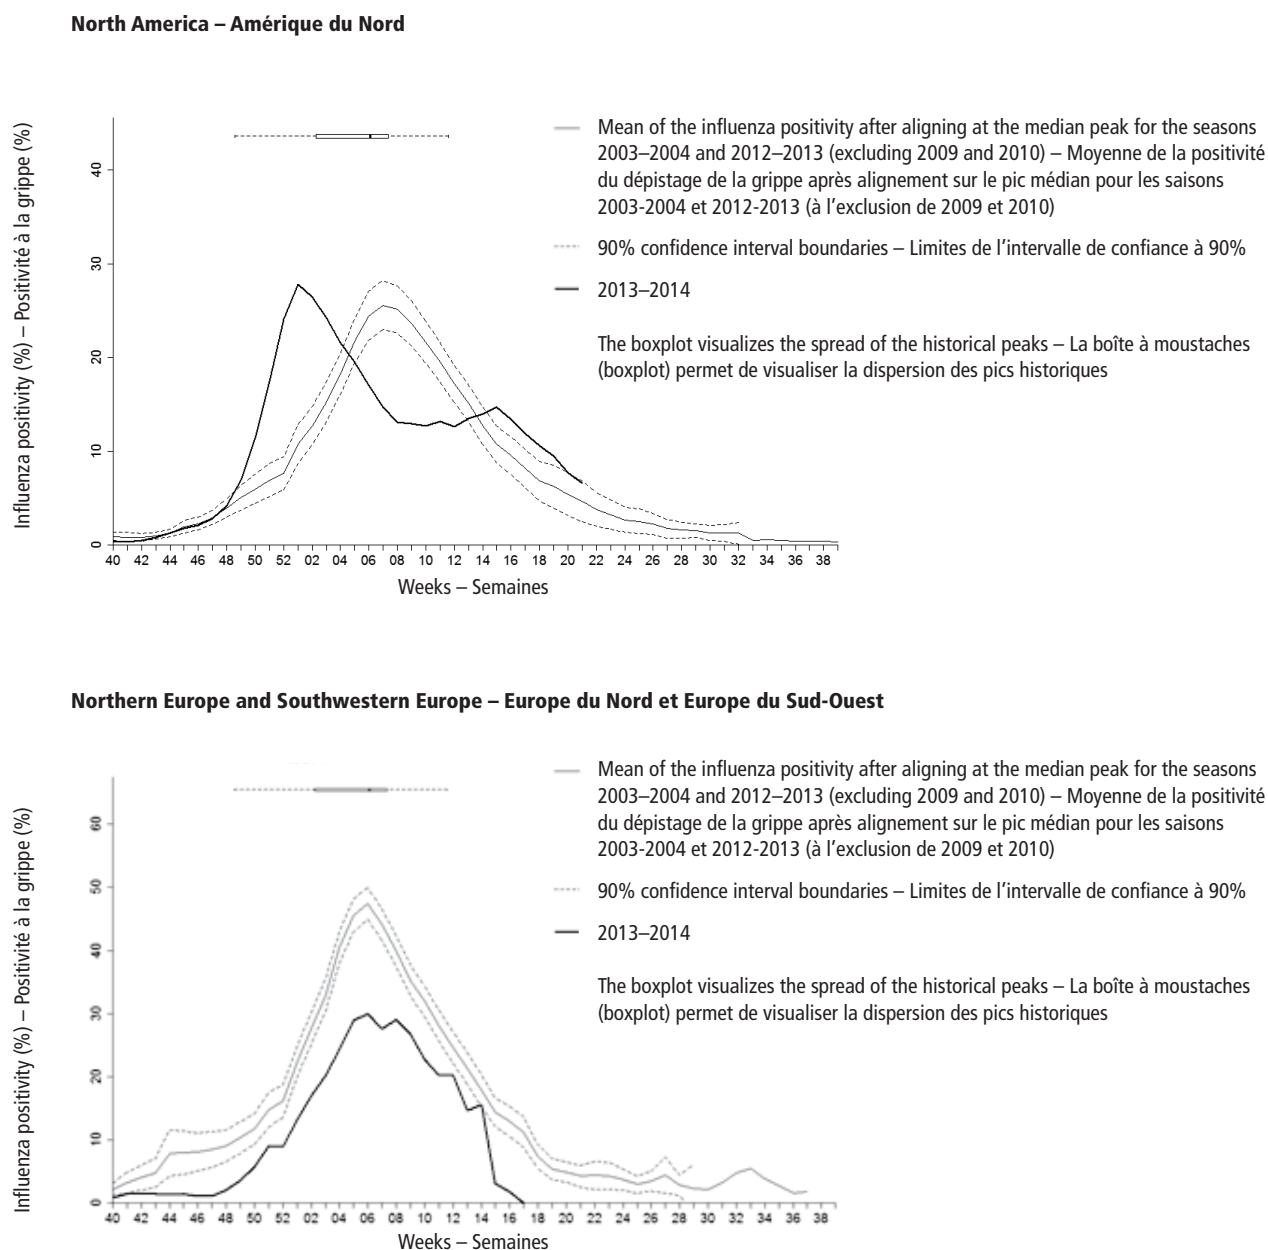 North America – Amérique du Nord
Influenza positivity (%) – Positivité à la grippe (%)
40
30
20
10
0
Mean of the influenza positivity after aligning at the median peak for the seasons
2003–2004 and 2012–2013 (excluding 2009 and 2010) – Moyenne de la positivité
du dépistage de la grippe après alignement sur le pic médian pour les saisons
2003-2004 et 2012-2013 (à l’exclusion de 2009 et 2010)
90% confidence interval boundaries – Limites de l’intervalle de confiance à 90%
2013–2014
The boxplot visualizes the spread of the historical peaks – La boîte à moustaches
(boxplot) permet de visualiser la dispersion des pics historiques
40 42 44 46 48 50 52 02 04 06 08 10 12 14 16 18 20 22 24 26 28 30 32 34 36 38
Weeks – Semaines
Northern Europe and Southwestern Europe – Europe du Nord et Europe du Sud-Ouest
Influenza positivity (%) – Positivité à la grippe (%)
60
50
40
30
20
10
0
Mean of the influenza positivity after aligning at the median peak for the seasons
2003–2004 and 2012–2013 (excluding 2009 and 2010) – Moyenne de la positivité
du dépistage de la grippe après alignement sur le pic médian pour les saisons
2003-2004 et 2012-2013 (à l’exclusion de 2009 et 2010)
90% confidence interval boundaries – Limites de l’intervalle de confiance à 90%
2013–2014
The boxplot visualizes the spread of the historical peaks – La boîte à moustaches
(boxplot) permet de visualiser la dispersion des pics historiques
40 42 44 46 48 50 52 02 04 06 08 10 12 14 16 18 20 22 24 26 28 30 32 34 36 38
Weeks – Semaines